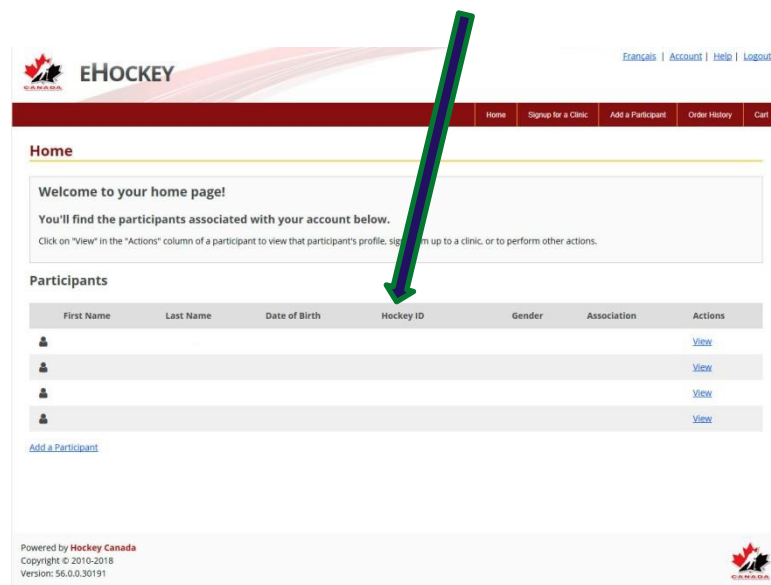 Français | Account | Help | Logout
CANADA
EHOCKEY
Home Signup for a Clinic Add a Participant Order History Cart
Home
Welcome to your home page!
You'll find the participants associated with your account below.
Click on "View" in the "Actions" column of a participant to view that participant's profile, sig m up to a clinic, or to perform other actions.
Participants
First Name Last Name Date of Birth Hockey ID Gender Association Actions
View
View
View
View
Add a Participant
Powered by Hockey Canada
Copyright © 2010-2018
Version: 56.0.0.30191
CANADA